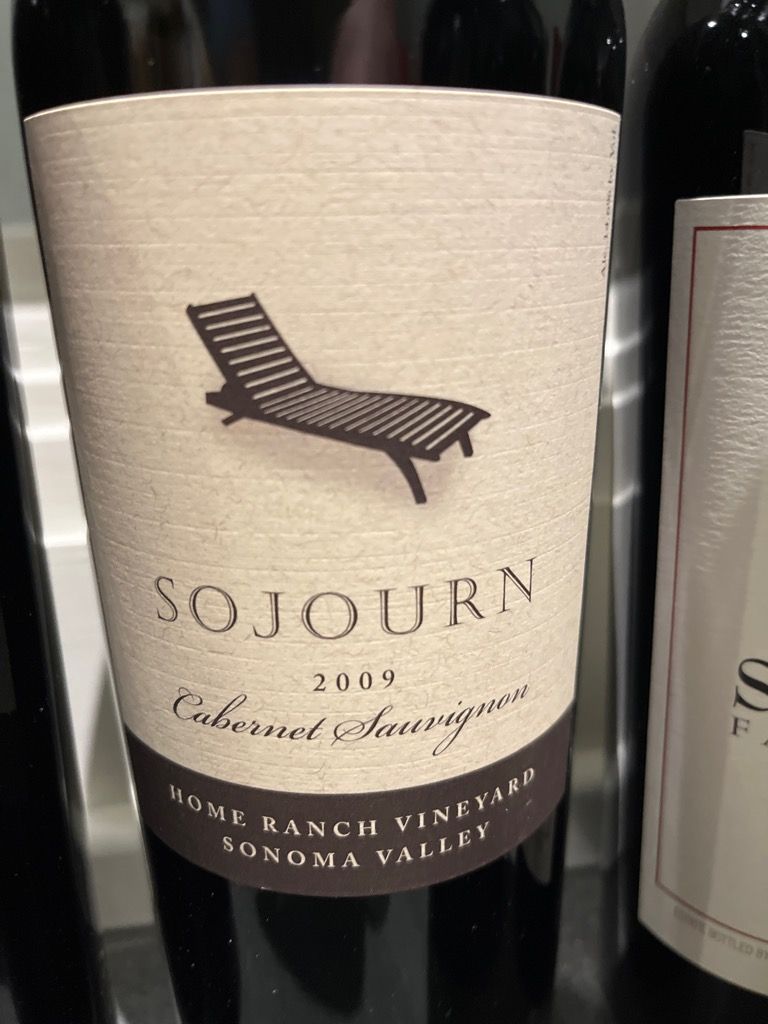 SOJOURN
2009
Cabernet Sauvignon
HOME RANCH VINEYARD
SONOMA VALLEY